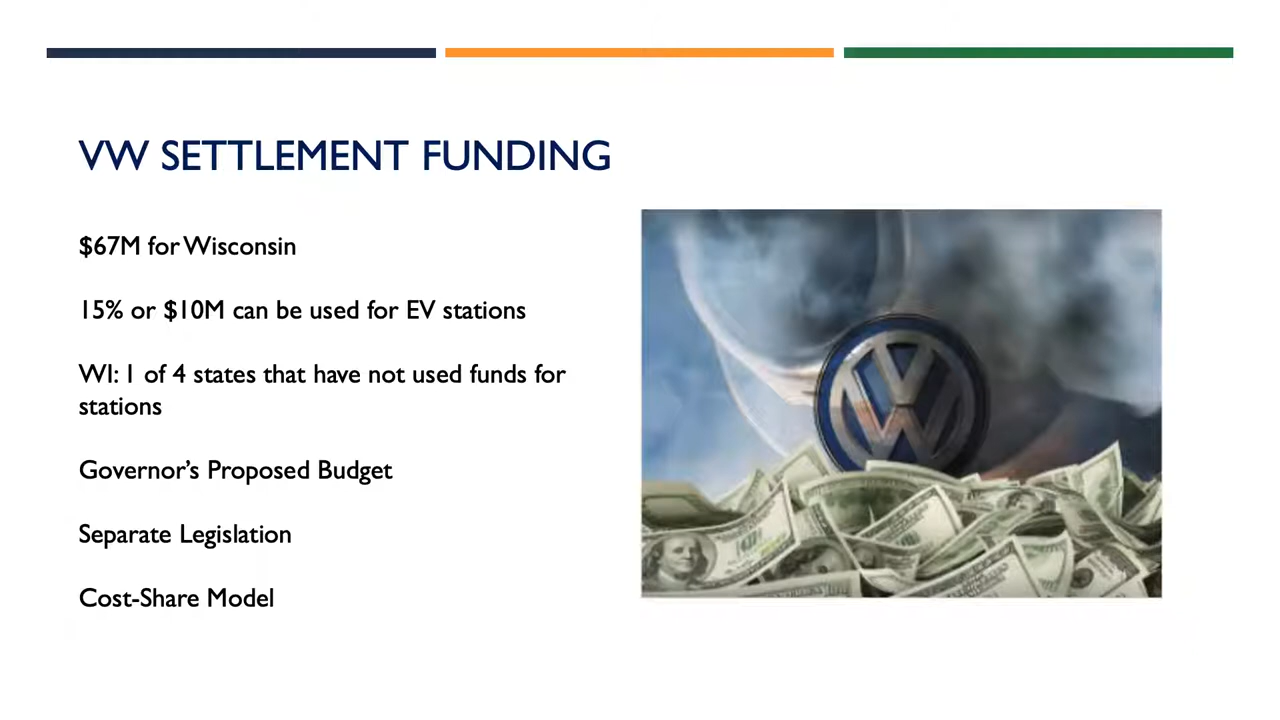 VW SETTLEMENT FUNDING
$67M for Wisconsin
15% or $10M can be used for EV stations
WI: 1 of 4 states that have not used funds for
stations
Governor's Proposed Budget
Separate Legislation
Cost-Share Model